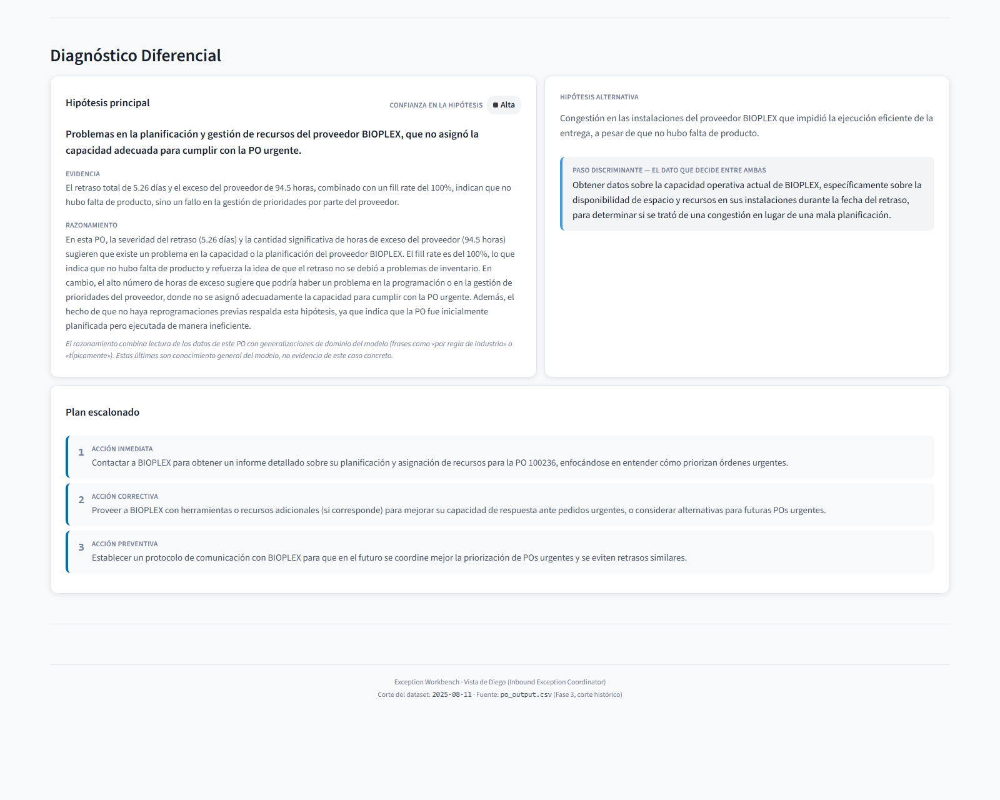 Diagnóstico Diferencial
Hipótesis principal
CONFIANZA EN LA HIPÓTESIS Alta
Problemas en la planificación y gestión de recursos del proveedor BIOPLEX, que no asignó la
capacidad adecuada para cumplir con la PO urgente.
EVIDENCIA
El retraso total de 5.26 días y el exceso del proveedor de 94.5 horas, combinado con un fill rate del 100%, indican que no
hubo falta de producto, sino un fallo en la gestión de prioridades por parte del proveedor.
RAZONAMIENTO
En esta PO, la severidad del retraso (5.26 días) y la cantidad significativa de horas de exceso del proveedor (94.5 horas)
sugieren que existe un problema en la capacidad o la planificación del proveedor BIOPLEX. El fill rate es del 100%, lo que
indica que no hubo falta de producto y refuerza la idea de que el retraso no se debió a problemas de inventario. En
cambio, el alto número de horas de exceso sugiere que podría haber un problema en la programación o en la gestión de
prioridades del proveedor, donde no se asignó adecuadamente la capacidad para cumplir con la PO urgente. Además, el
hecho de que no haya reprogramaciones previas respalda esta hipótesis, ya que indica que la PO fue inicialmente
planificada pero ejecutada de manera ineficiente.
El razonamiento combina lectura de los datos de este PO con generalizaciones de dominio del modelo (frases como «por regla de industria» o
«típicamente»). Estas últimas son conocimiento general del modelo, no evidencia de este caso concreto.
HIPÓTESIS ALTERNATIVA
Congestión en las instalaciones del proveedor BIOPLEX que impidió la ejecución eficiente de la
entrega, a pesar de que no hubo falta de producto.
PASO DISCRIMINANTE — EL DATO QUE DECIDE ENTRE AMBAS
Obtener datos sobre la capacidad operativa actual de BIOPLEX, específicamente sobre la
disponibilidad de espacio y recursos en sus instalaciones durante la fecha del retraso,
para determinar si se trató de una congestión en lugar de una mala planificación.
Plan escalonado
1 ACCIÓN INMEDIATA
Contactar a BIOPLEX para obtener un informe detallado sobre su planificación y asignación de recursos para la PO 100236, enfocándose en entender cómo priorizan órdenes urgentes.
2 ACCIÓN CORRECTIVA
Proveer a BIOPLEX con herramientas o recursos adicionales (si corresponde) para mejorar su capacidad de respuesta ante pedidos urgentes, o considerar alternativas para futuras POs urgentes.
3 ACCIÓN PREVENTIVA
Establecer un protocolo de comunicación con BIOPLEX para que en el futuro se coordine mejor la priorización de POs urgentes y se eviten retrasos similares.
Exception Workbench · Vista de Diego (Inbound Exception Coordinator)
Corte del dataset: 2025-08-11 · Fuente: po_output.csv (Fase 3, corte histórico)